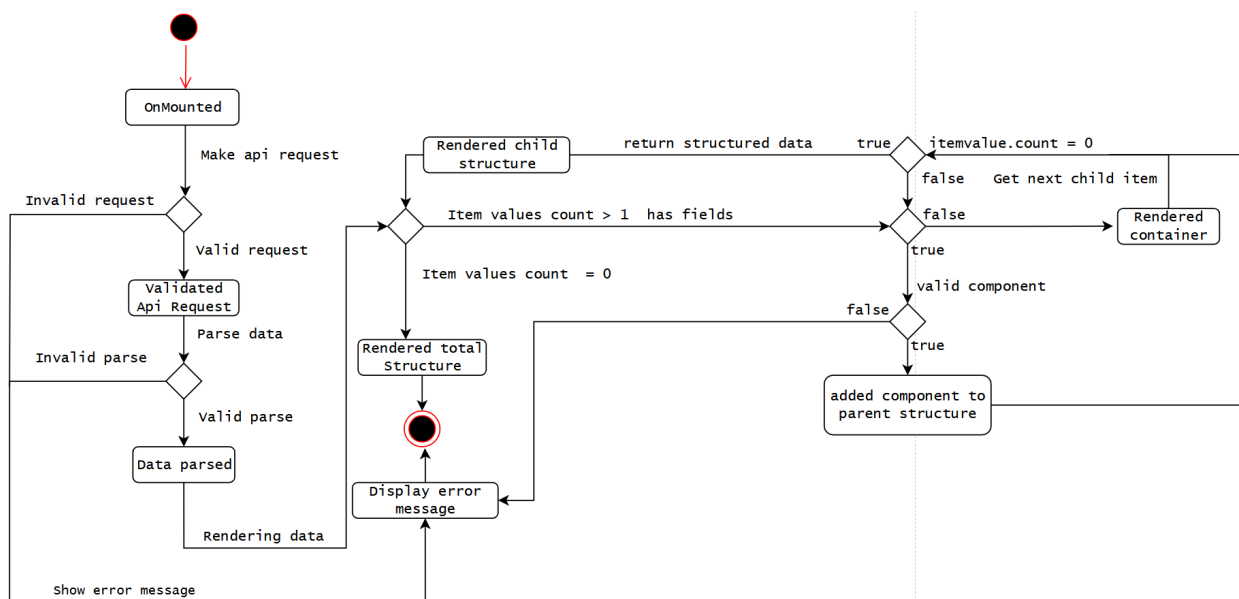 OnMounted
Make api request
Invalid request
Valid request
Validated
Api Request
Parse data
Invalid parse
Valid parse
Data parsed
Rendering data
Show error message
Rendered child
structure
return structured data
true
itemvalue.count = 0
false
Get next child item
Item values count > 1  has fields
false
Rendered
container
true
Item values count  = 0
valid component
false
true
Rendered total
Structure
added component to
parent structure
Display error
message